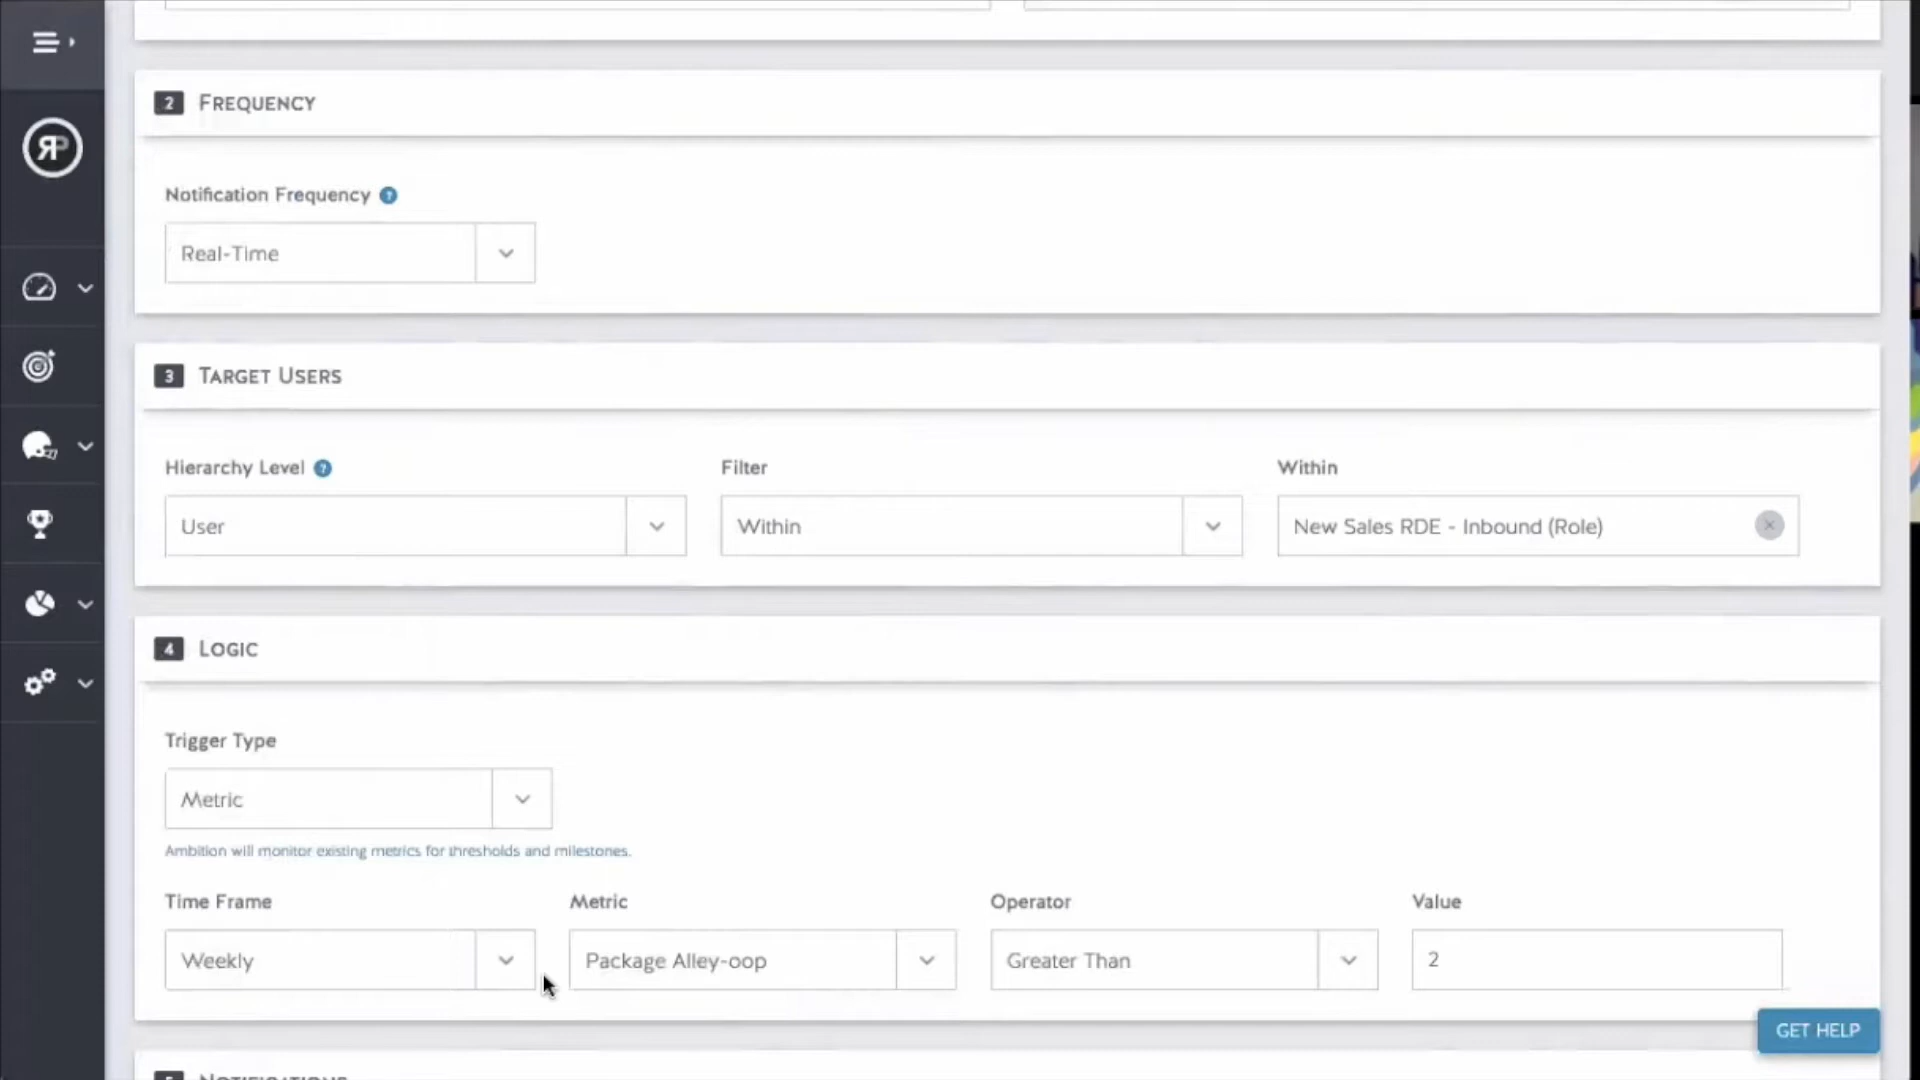 2 Frequency
Notification Frequency ?
Real-Time
3 Target Users
Hierarchy Level ? Filter Within
User Within New Sales RDE - Inbound (Role)
4 Logic
Trigger Type
Metric
Ambition will monitor existing metrics for thresholds and milestones.
Time Frame Metric Operator Value
Weekly Package Alley-oop Greater Than 2
GET HELP
Notifications